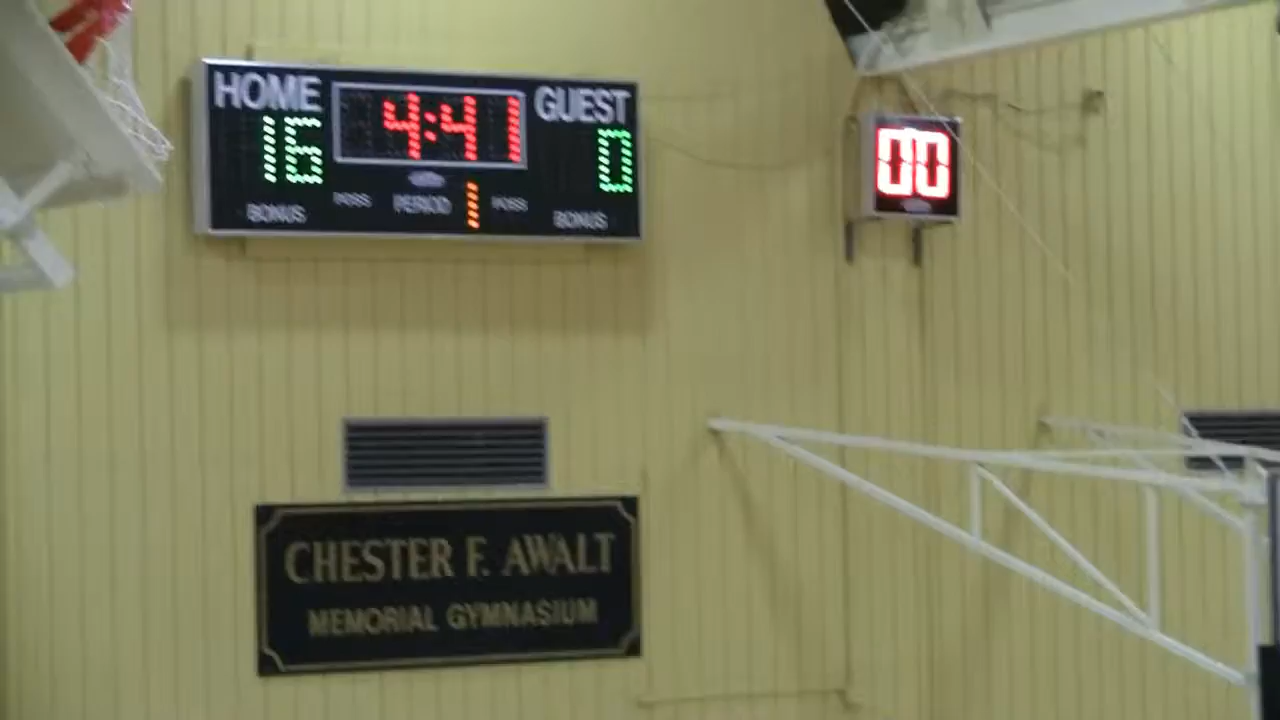 HOME 4:41 GUEST
16 0
POSS PERIOD 1 POSS
BONUS BONUS
00
CHESTER F. AWALT
MEMORIAL GYMNASIUM